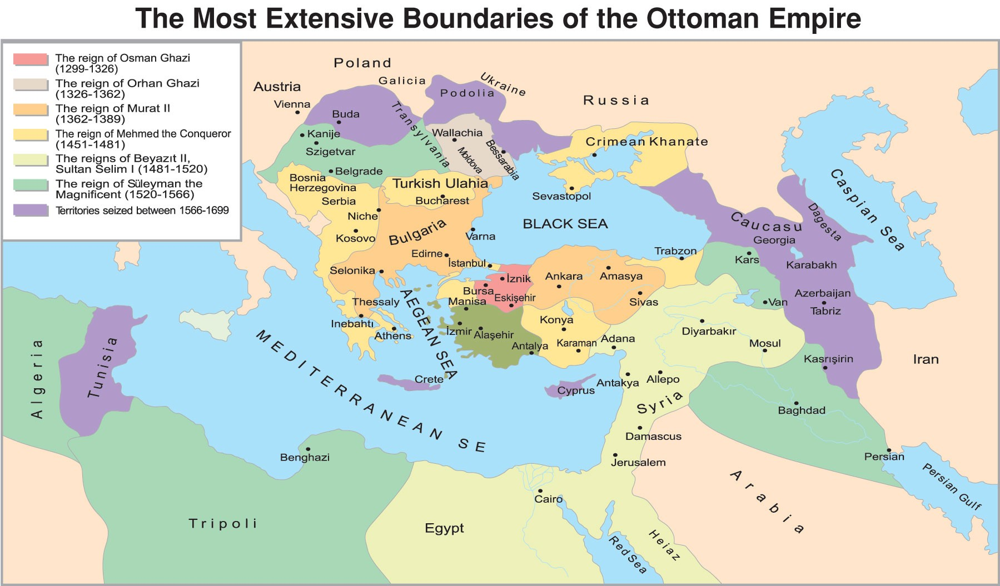 The Most Extensive Boundaries of the Ottoman Empire
The reign of Osman Ghazi
(1299-1326)
The reign of Orhan Ghazi
(1326-1362)
The reign of Murat II
(1362-1389)
The reign of Mehmed the Conqueror
(1451-1481)
The reigns of Beyazıt II,
Sultan Selim I (1481-1520)
The reign of Süleyman the
Magnificent (1520-1566)
Territories seized between 1566-1699
Poland
Galicia
Ukraine
Austria
Podolia
Russia
Vienna
Buda
Transylvania
Kanije
Wallachia
Szigetvar
Moldova
Bessarabia
Crimean Khanate
Belgrade
Bosnia
Herzegovina
Turkish Ulahia
Serbia
Bucharest
Sevastopol
Caspian Sea
Niche
BLACK SEA
Caucasu
Dagesta
Kosovo
Bulgaria
Varna
Georgia
Edirne
İstanbul
Trabzon
Kars
Karabakh
Selonika
İznik
Ankara
Amasya
Bursa
Eskişehir
Azerbaijan
Thessaly
Manisa
Sivas
Van
Tabriz
AEGEAN SEA
Inebahtı
Konya
Athens
İzmir
Alaşehir
Diyarbakır
Karaman
Adana
Antalya
Mosul
Algeria
Tunisia
MEDITERRANEAN SE
Kasrışirin
Iran
Crete
Cyprus
Antakya
Allepo
Syria
Baghdad
Damascus
Benghazi
Jerusalem
Persian
Persian Gulf
Arabia
Cairo
Tripoli
Egypt
Red Sea
Heiaz